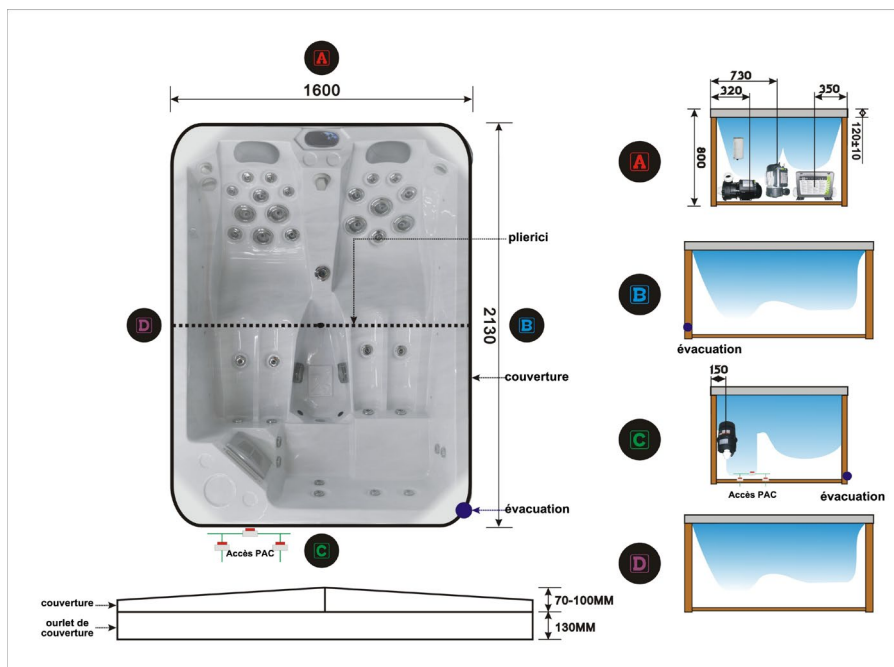 A
1600
plierici
D
B
2130
couverture
évacuation
Accès PAC
C
couverture
ourlet de
couverture
70-100MM
130MM
730
320
350
A
800
120±10
B
évacuation
150
C
Accès PAC
évacuation
D